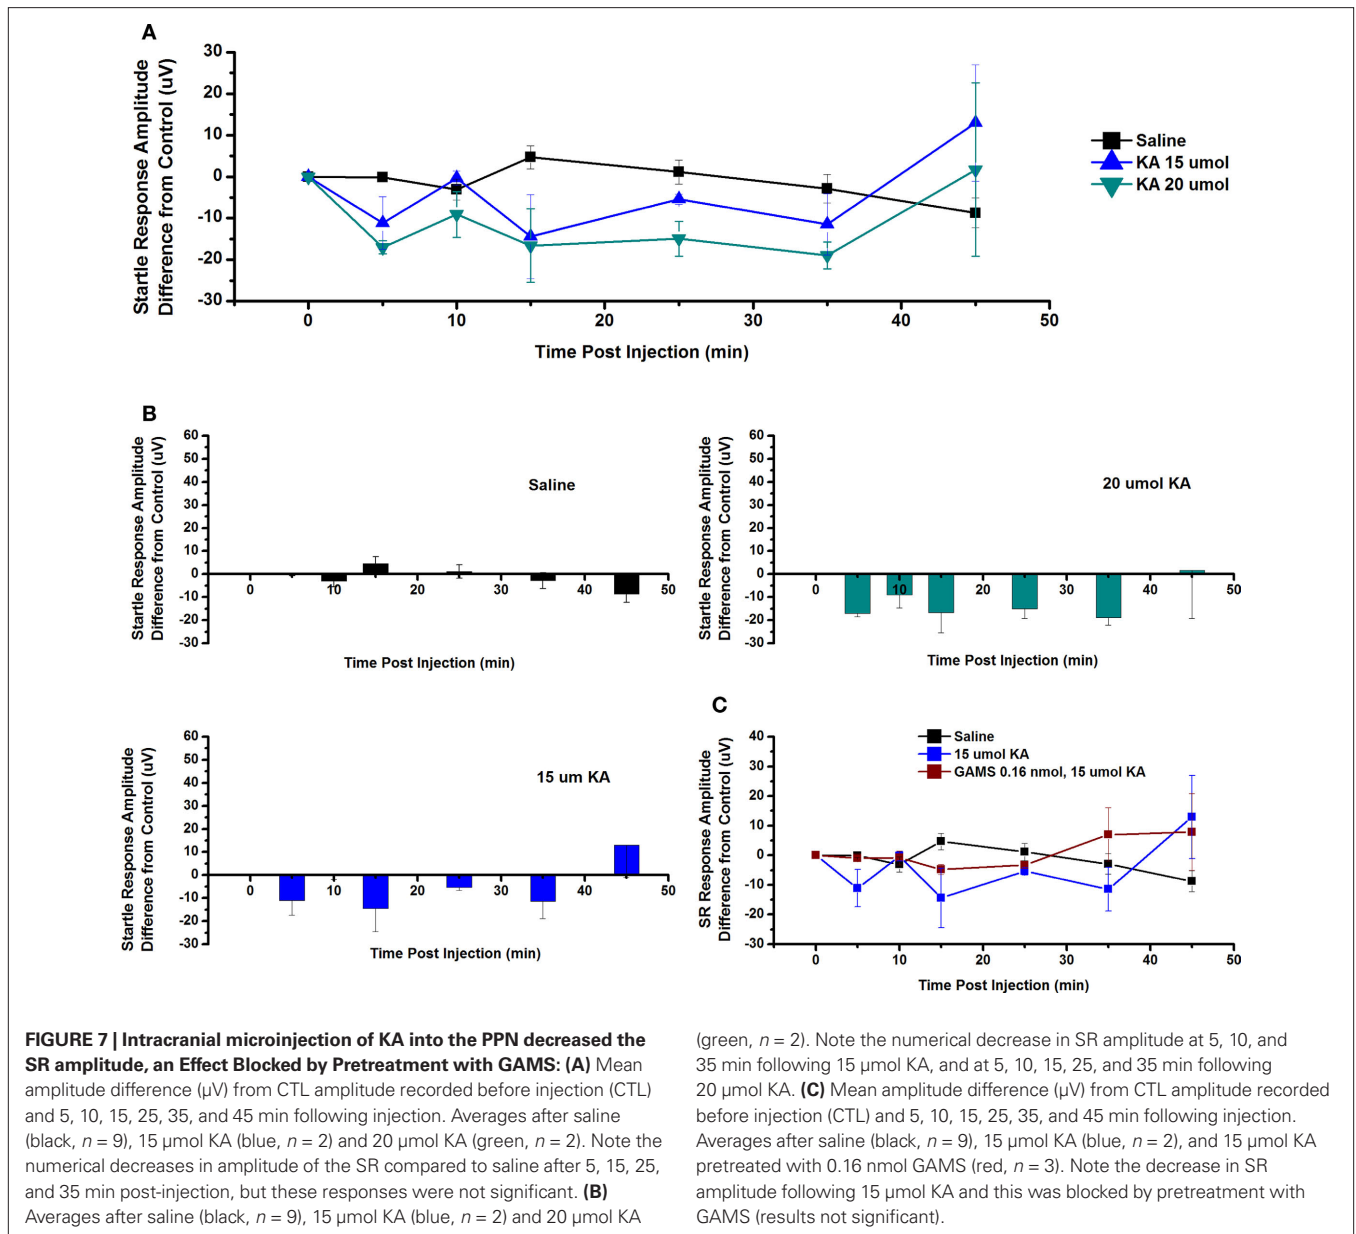 A
Startle Response Amplitude
Difference from Control (uV)
30
20
10
0
-10
-20
-30
0
10
20
30
40
50
Time Post Injection (min)
Saline
KA 15 umol
KA 20 umol
B
Startle Response Amplitude
Difference from Control (uV)
60
50
40
30
20
10
0
-10
-20
-30
Saline
0
10
20
30
40
50
Time Post Injection (min)
Startle Response Amplitude
Difference from Control (uV)
60
50
40
30
20
10
0
-10
-20
-30
20 umol KA
0
10
20
30
40
50
Time Post Injection (min)
Startle Response Amplitude
Difference from Control (uV)
60
50
40
30
20
10
0
-10
-20
-30
15 um KA
0
10
20
30
40
50
Time Post Injection (min)
C
SR Response Amplitude
Difference from Control (uV)
40
30
20
10
0
-10
-20
-30
Saline
15 umol KA
GAMS 0.16 nmol, 15 umol KA
0
10
20
30
40
50
Time Post Injection (min)
FIGURE 7 | Intracranial microinjection of KA into the PPN decreased the
SR amplitude, an Effect Blocked by Pretreatment with GAMS: (A) Mean
amplitude difference (µV) from CTL amplitude recorded before injection (CTL)
and 5, 10, 15, 25, 35, and 45 min following injection. Averages after saline
(black, n = 9), 15 µmol KA (blue, n = 2) and 20 µmol KA (green, n = 2). Note the
numerical decreases in amplitude of the SR compared to saline after 5, 15, 25,
and 35 min post-injection, but these responses were not significant. (B)
Averages after saline (black, n = 9), 15 µmol KA (blue, n = 2) and 20 µmol KA
(green, n = 2). Note the numerical decrease in SR amplitude at 5, 10, and
35 min following 15 µmol KA, and at 5, 10, 15, 25, and 35 min following
20 µmol KA. (C) Mean amplitude difference (µV) from CTL amplitude recorded
before injection (CTL) and 5, 10, 15, 25, 35, and 45 min following injection.
Averages after saline (black, n = 9), 15 µmol KA (blue, n = 2), and 15 µmol KA
pretreated with 0.16 nmol GAMS (red, n = 3). Note the decrease in SR
amplitude following 15 µmol KA and this was blocked by pretreatment with
GAMS (results not significant).